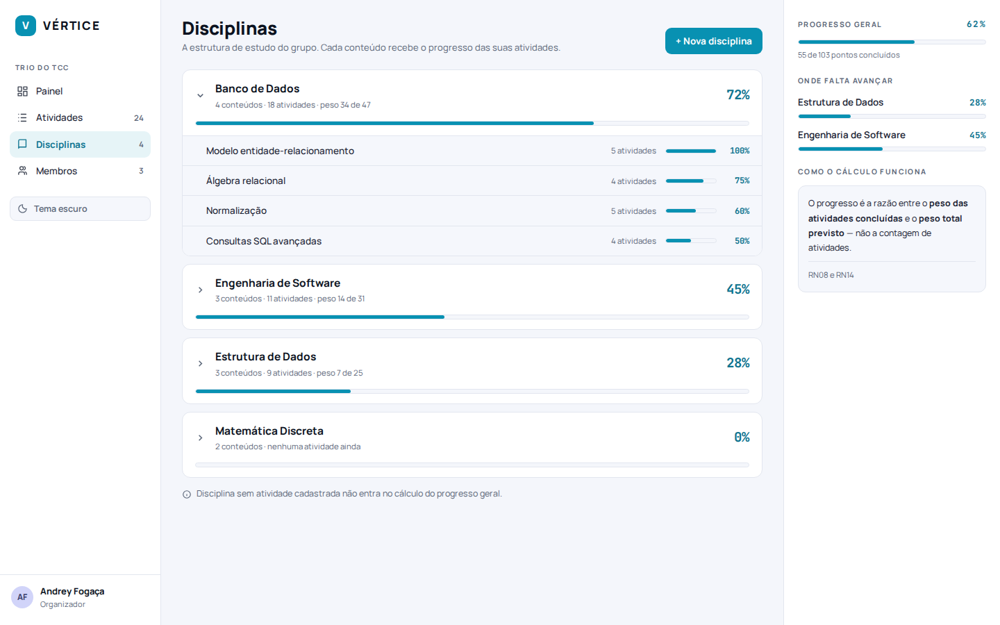 V VÉRTICE
TRIO DO TCC
Painel
Atividades 24
Disciplinas 4
Membros 3
Tema escuro
AF
Andrey Fogaça
Organizador
Disciplinas
A estrutura de estudo do grupo. Cada conteúdo recebe o progresso das suas atividades.
+ Nova disciplina
Banco de Dados
4 conteúdos · 18 atividades · peso 34 de 47
72%
Modelo entidade-relacionamento 5 atividades 100%
Álgebra relacional 4 atividades 75%
Normalização 5 atividades 60%
Consultas SQL avançadas 4 atividades 50%
Engenharia de Software
3 conteúdos · 11 atividades · peso 14 de 31
45%
Estrutura de Dados
3 conteúdos · 9 atividades · peso 7 de 25
28%
Matemática Discreta
2 conteúdos · nenhuma atividade ainda
0%
Disciplina sem atividade cadastrada não entra no cálculo do progresso geral.
PROGRESSO GERAL 62%
55 de 103 pontos concluídos
ONDE FALTA AVANÇAR
Estrutura de Dados 28%
Engenharia de Software 45%
COMO O CÁLCULO FUNCIONA
O progresso é a razão entre o peso das
atividades concluídas e o peso total
previsto — não a contagem de
atividades.
RN08 e RN14